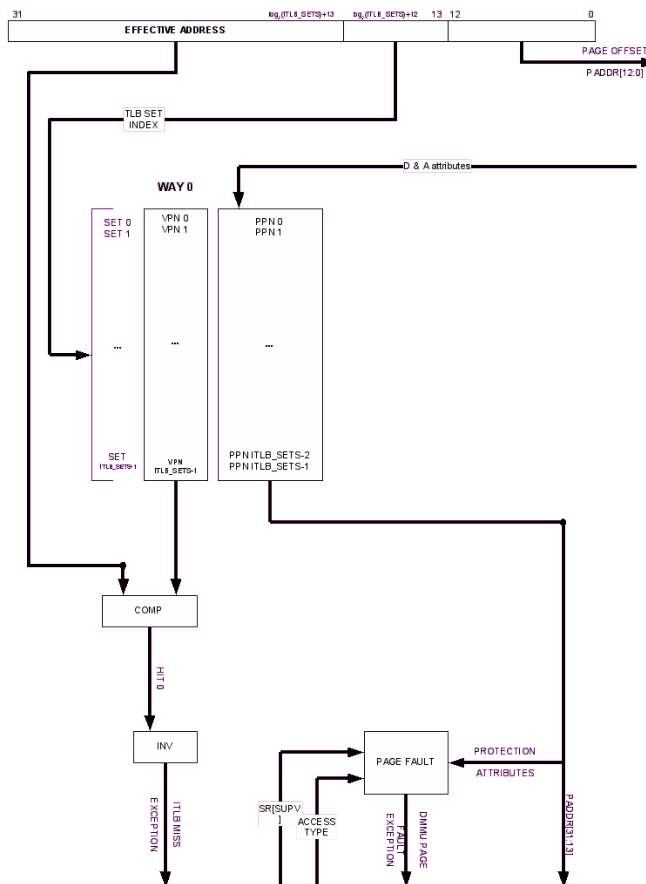 31
log2(ITLB_SETS)+13
log2(ITLB_SETS)+12
13
12
0
EFFECTIVE ADDRESS
PAGE OFFSET
PADDR[12:0]
TLB SET
INDEX
D & A attributes
WAY 0
SET 0
SET 1
VPN 0
VPN 1
PPN 0
PPN 1
...
...
...
SET
ITLB_SETS-1
VPN
ITLB_SETS-1
PPN ITLB_SETS-2
PPN ITLB_SETS-1
COMP
HIT 0
INV
PAGE FAULT
PROTECTION
ATTRIBUTES
ITLB MISS
EXCEPTION
SR[SUPV
]
ACCESS
TYPE
DMMU PAGE
FAULT
EXCEPTION
PADDR[31:13]